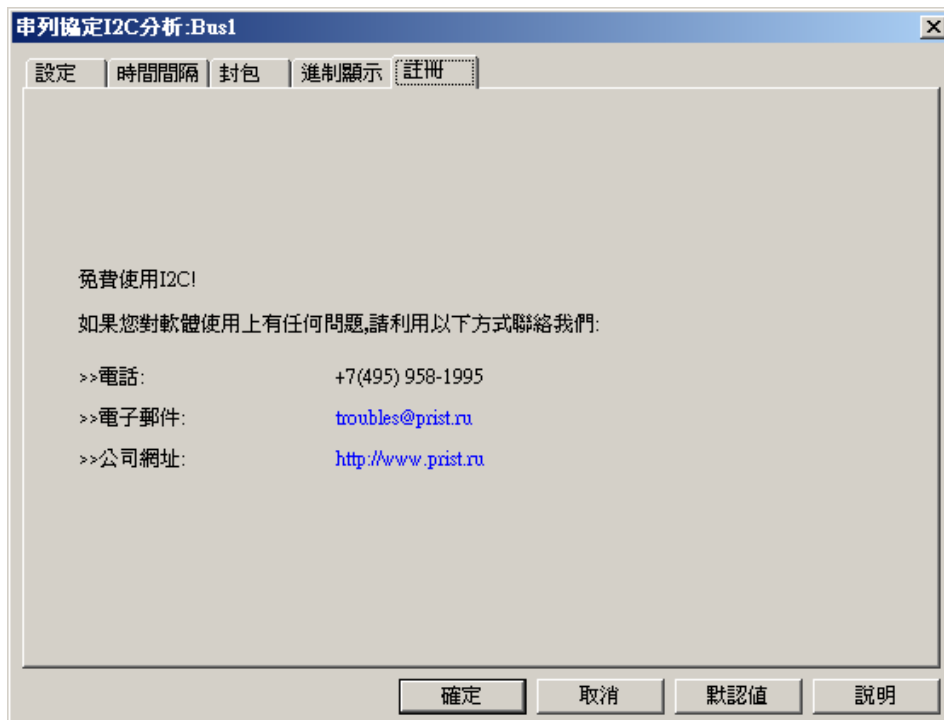 串列協定I2C分析:Bus1
設定 時間間隔 封包 進制顯示 註冊
免費使用I2C!
如果您對軟體使用上有任何問題,請利用以下方式聯絡我們:
>>電話: +7(495) 958-1995
>>電子郵件: troubles@prist.ru
>>公司網址: http://www.prist.ru
確定 取消 默認值 說明